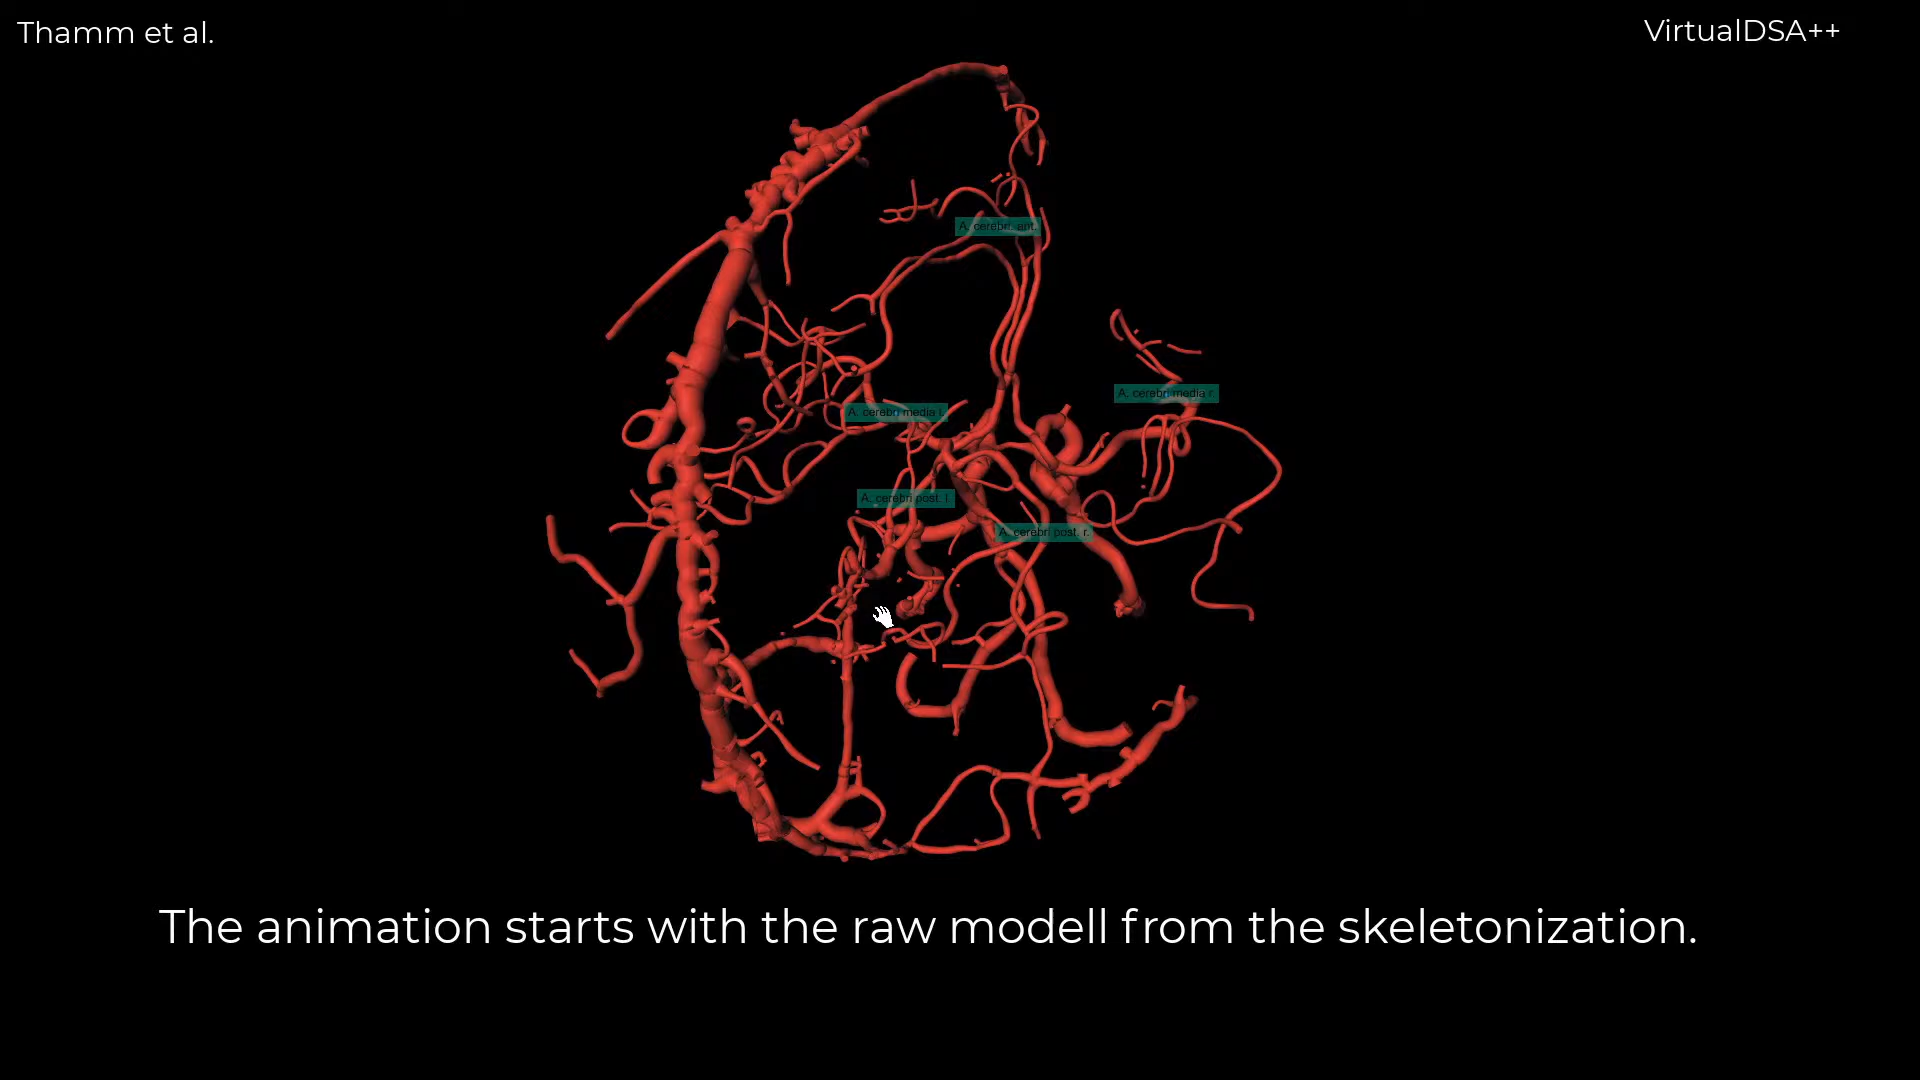 Thamm et al.
VirtualDSA++
A. cerebri. ant.
A. cerebri media r.
A. cerebri media l.
A. cerebri post. l.
A. cerebri post. r.
The animation starts with the raw modell from the skeletonization.